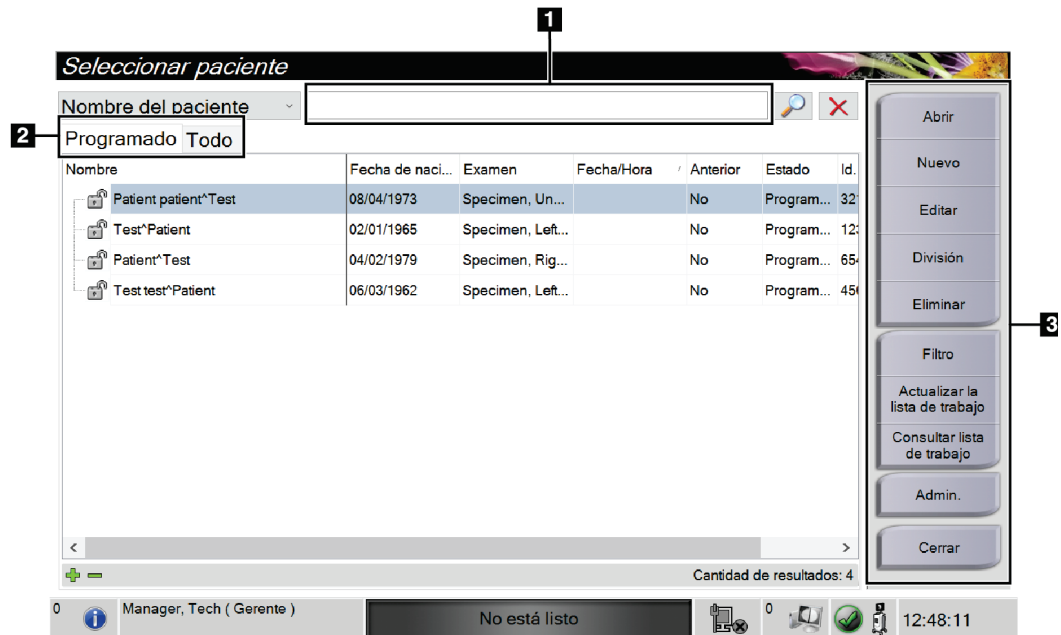 1
Seleccionar paciente
Nombre del paciente
2
Programado Todo
Nombre Fecha de naci... Examen Fecha/Hora Anterior Estado Id.
Patient patient^Test 08/04/1973 Specimen, Un... No Program... 32
Test^Patient 02/01/1965 Specimen, Left... No Program... 12
Patient^Test 04/02/1979 Specimen, Rig... No Program... 65
Test test^Patient 06/03/1962 Specimen, Left... No Program... 45
Cantidad de resultados: 4
Abrir
Nuevo
Editar
División
Eliminar
3
Filtro
Actualizar la
lista de trabajo
Consultar lista
de trabajo
Admin.
Cerrar
0 Manager, Tech ( Gerente ) No está listo 0 12:48:11